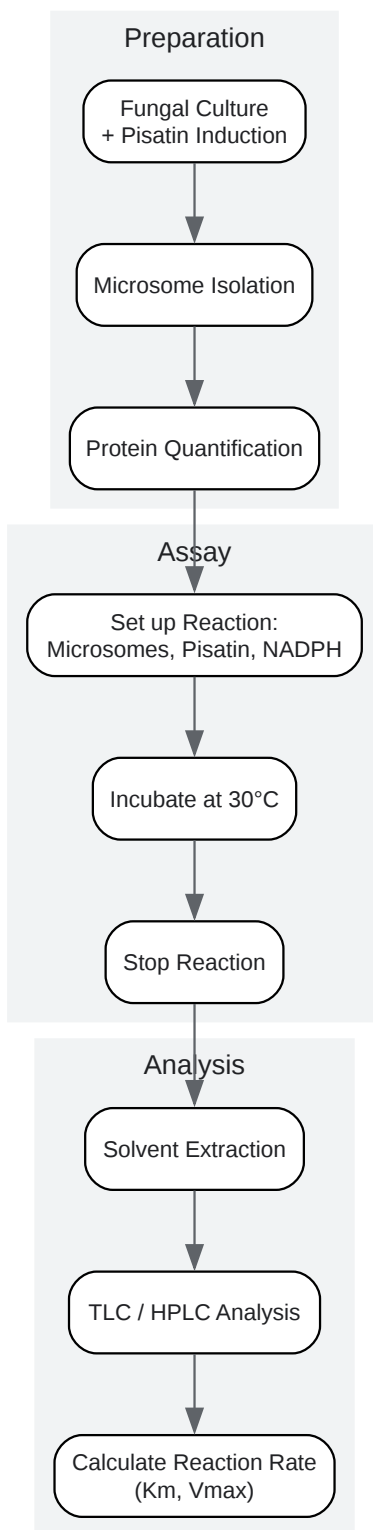 Preparation
Fungal Culture
+ Pisatin Induction
Microsome Isolation
Protein Quantification
Assay
Set up Reaction:
Microsomes, Pisatin, NADPH
Incubate at 30°C
Stop Reaction
Analysis
Solvent Extraction
TLC / HPLC Analysis
Calculate Reaction Rate
(Km, Vmax)